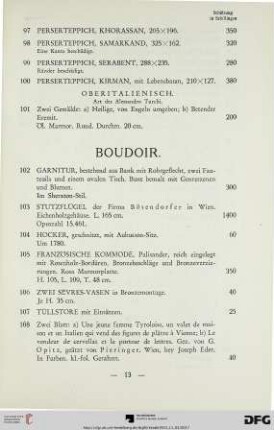 Schätzung
in Schillingen
97 PERSERTEPPICH, KHORASSAN, 205×196. 350
98 PERSERTEPPICH, SAMARKAND, 325×162. 320
Eine Kante beschädigt.
99 PERSERTEPPICH, SERABENT, 288×235. 280
Ränder beschädigt.
100 PERSERTEPPICH, KIRMAN, mit Lebensbaum, 210×127. 380
OBERITALIENISCH.
Art des Alessandro Turchi.
101 Zwei Gemälde: a) Heilige, von Engeln umgeben; b) Betender
Eremit. 200
Öl. Marmor. Rund. Durchm. 20 cm.
BOUDOIR.
102 GARNITUR, bestehend aus Bank mit Rohrgeflecht, zwei Fau-
teuils und einem ovalen Tisch. Bunt bemalt mit Genreszenen
und Blumen. 300
Im Sheraton-Stil.
103 STUTZFLÜGEL der Firma Bösendorfer in Wien.
Eichenholzgehäuse. L. 165 cm. 1400
Opuszahl 15.461.
104 HOCKER, geschnitzt, mit Aubusson-Sitz. 60
Um 1780.
105 FRANZÖSISCHE KOMMODE, Palisander, reich eingelegt
mit Rosenholz-Bordüren. Bronzebeschläge und Bronzeverzie-
rungen. Rosa Marmorplatte. 350
H. 105, L. 100, T. 48 cm.
106 ZWEI SÈVRES-VASEN in Bronzemontage. 40
Je H. 35 cm.
107 TÜLLSTORE mit Einsätzen. 25
108 Zwei Blatt: a) Une jeune femme Tyrolaise, un valet de mai-
son et un Italien qui vend des figures de plâtre à Vienne; b) Le
vendeur de cervellas et le porteur de lettres. Gez. von G.
Opitz, geätzt von Pieringer. Wien, bey Joseph Eder.
In Farben. kl.-fol. Gerahmt. 40
— 13 —
UNIVERSITÄTS-
BIBLIOTHEK
HEIDELBERG
DFG